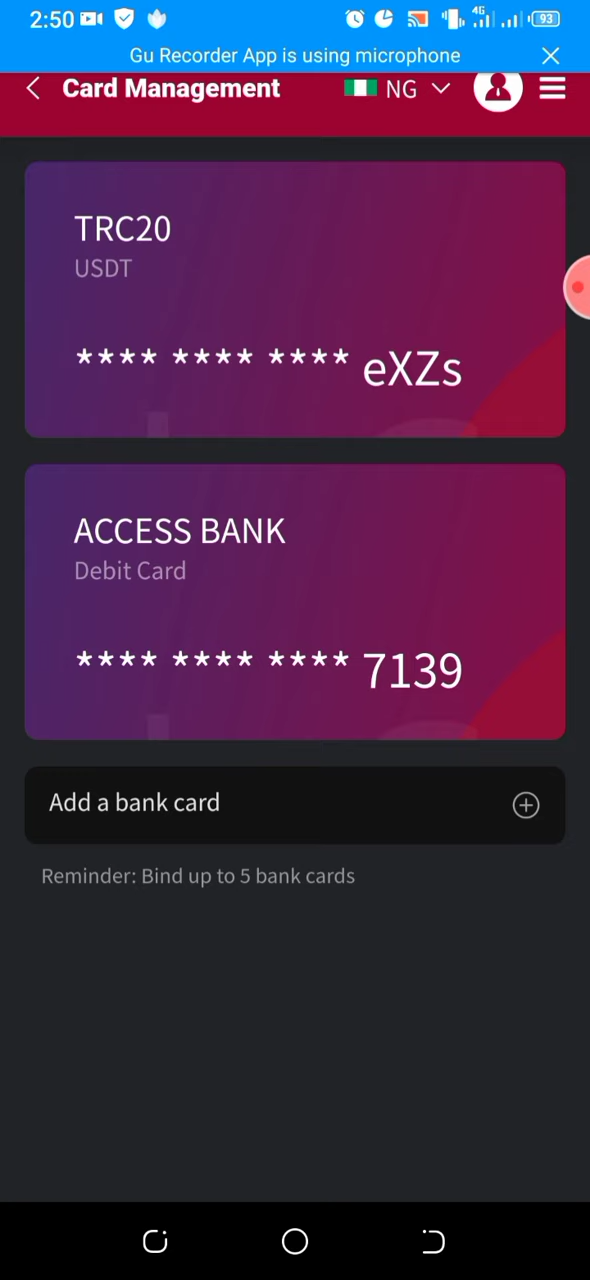 2:50
4G
93
Gu Recorder App is using microphone
Card Management
NG
TRC20
USDT
**** **** **** eXZs
ACCESS BANK
Debit Card
**** **** **** 7139
Add a bank card
Reminder: Bind up to 5 bank cards